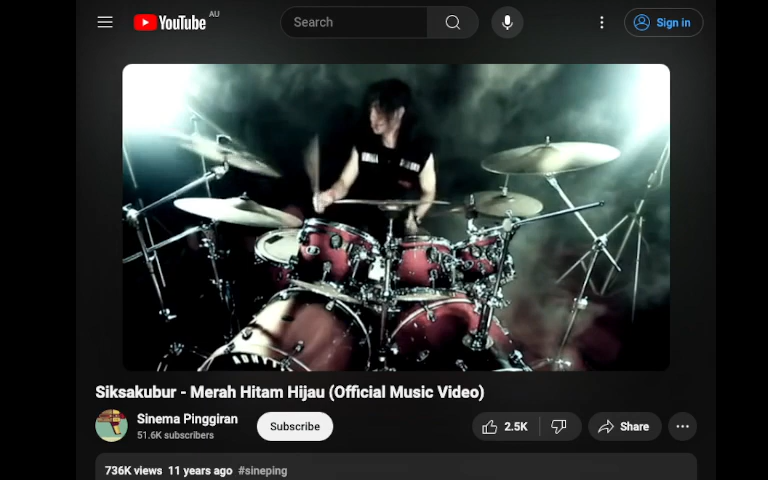 YouTube AU
Search
Sign in
Siksakubur - Merah Hitam Hijau (Official Music Video)
Sinema Pinggiran
51.6K subscribers
Subscribe
2.5K
Share
736K views 11 years ago #sineping